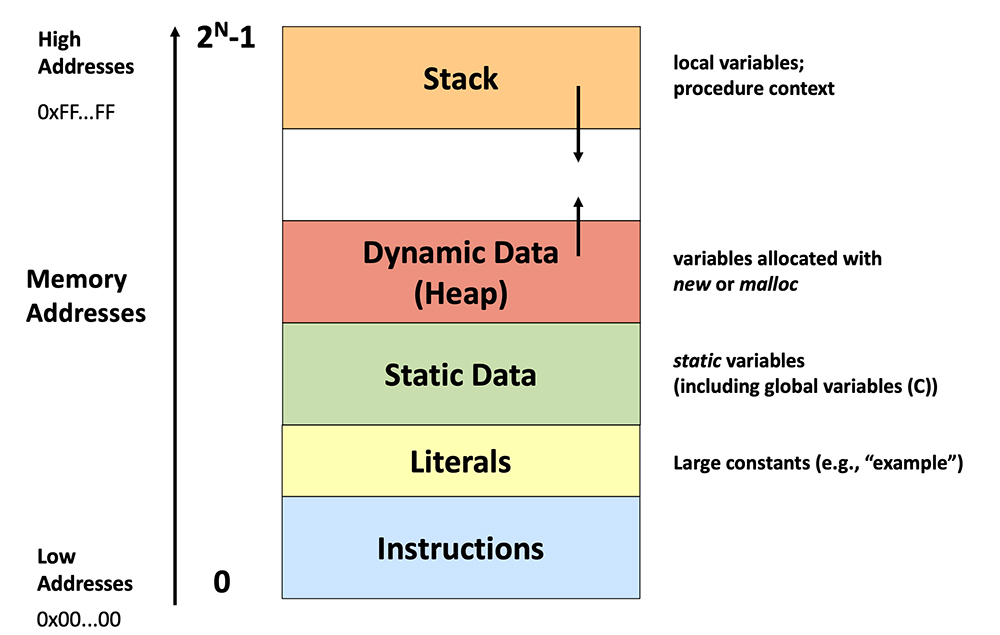 High
Addresses
0xFF...FF
2N-1
Stack
local variables;
procedure context
Memory
Addresses
Dynamic Data
(Heap)
variables allocated with
new or malloc
Static Data
static variables
(including global variables (C))
Literals
Large constants (e.g., “example”)
Instructions
Low
Addresses
0x00...00
0